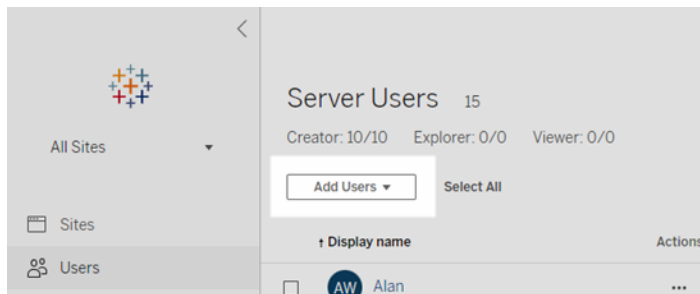 Server Users 15
Creator: 10/10 Explorer: 0/0 Viewer: 0/0
All Sites
Add Users Select All
Sites
↑ Display name Actions
Users
AW Alan